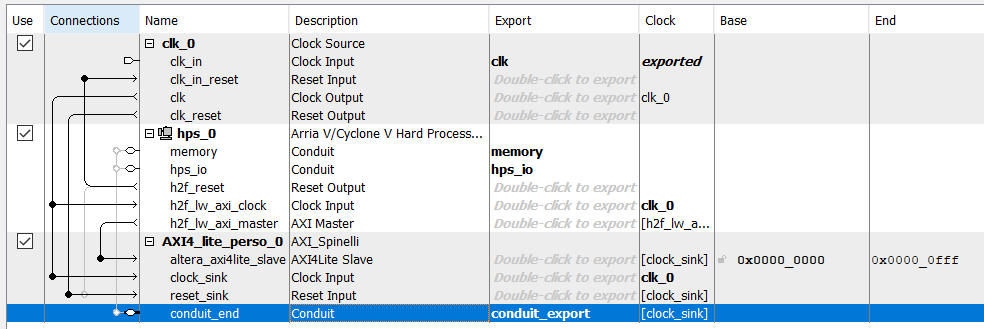 Use Connections Name Description Export Clock Base End
clk_0 Clock Source
clk_in Clock Input clk exported
clk_in_reset Reset Input Double-click to export
clk Clock Output Double-click to export clk_0
clk_reset Reset Output Double-click to export
hps_0 Arria V/Cyclone V Hard Process...
memory Conduit memory
hps_io Conduit hps_io
h2f_reset Reset Output Double-click to export
h2f_lw_axi_clock Clock Input Double-click to export clk_0
h2f_lw_axi_master AXI Master Double-click to export [h2f_lw_a...
AXI4_lite_perso_0 AXI_Spinelli
altera_axi4lite_slave AXI4Lite Slave Double-click to export [clock_sink] 0x0000_0000 0x0000_0fff
clock_sink Clock Input Double-click to export clk_0
reset_sink Reset Input Double-click to export [clock_sink]
conduit_end Conduit conduit_export [clock_sink]